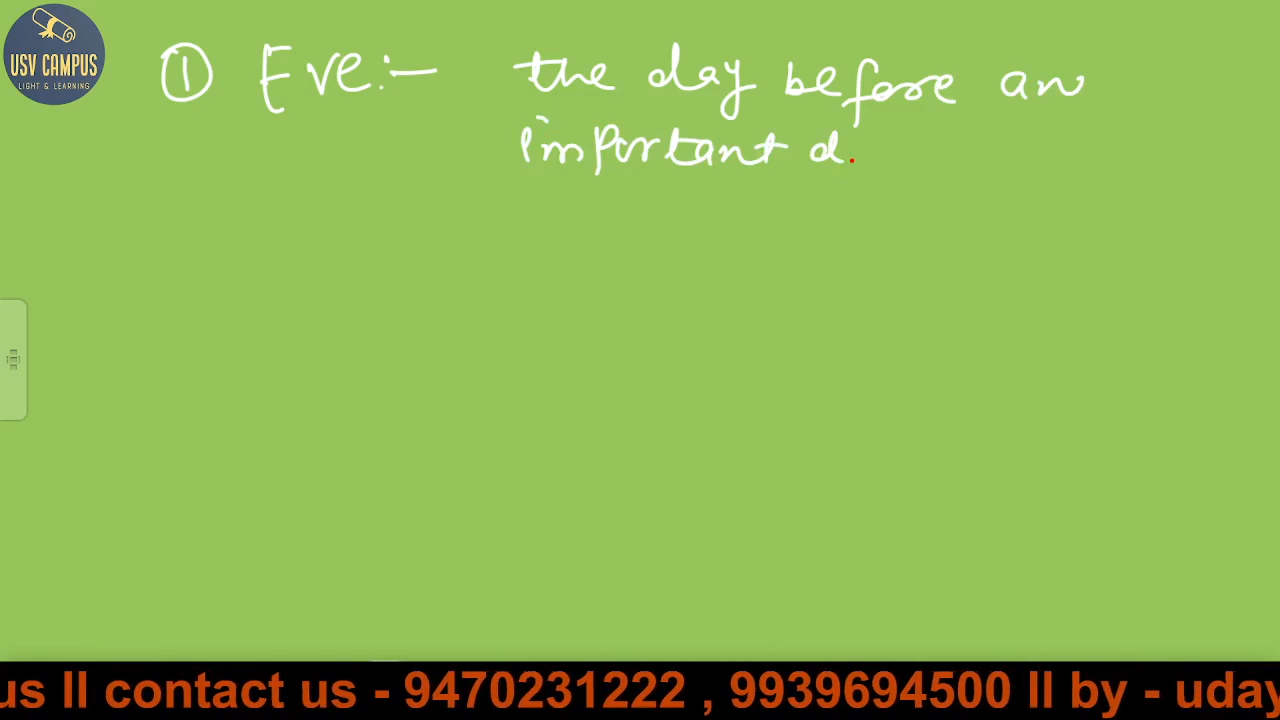 USV CAMPUS
LIGHT & LEARNING
① Eve:- the day before an
important d
us ll contact us - 9470231222 , 9939694500 ll by - uday